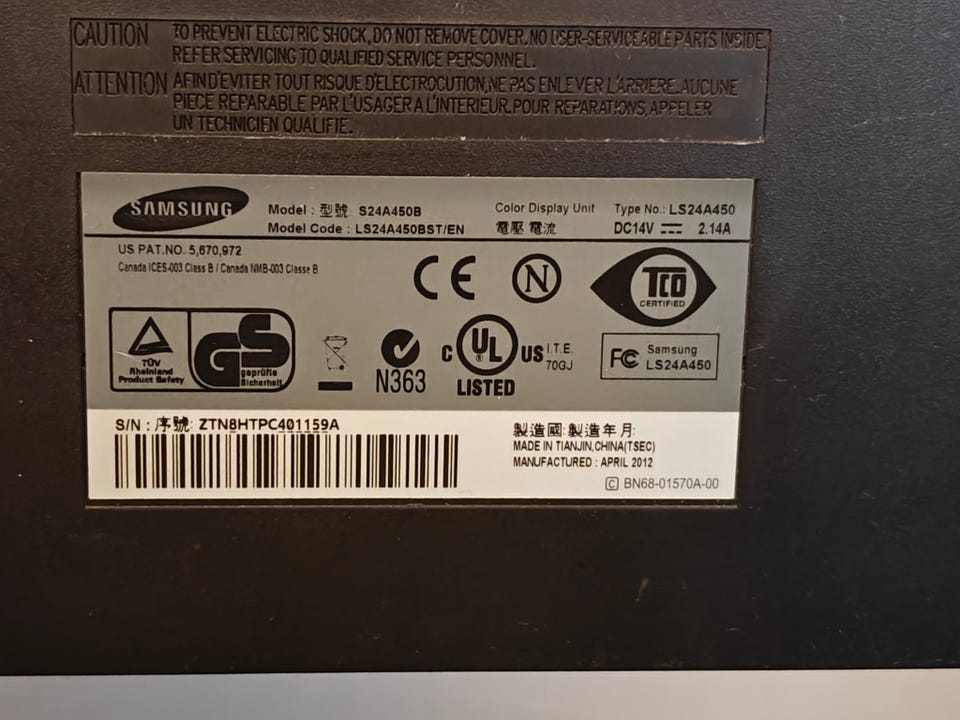 CAUTION TO PREVENT ELECTRIC SHOCK, DO NOT REMOVE COVER. NO USER-SERVICEABLE PARTS INSIDE.
REFER SERVICING TO QUALIFIED SERVICE PERSONNEL.
ATTENTION AFIN D'EVITER TOUT RISQUE D'ELECTROCUTION, NE PAS ENLEVER L'ARRIERE. AUCUNE
PIECE REPARABLE PAR L'USAGER A L'INTERIEUR. POUR REPARATIONS, APPELER
UN TECHNICIEN QUALIFIE.
SAMSUNG
Model : 型號 S24A450B
Model Code : LS24A450BST/EN
Color Display Unit
電壓 電流
Type No.: LS24A450
DC14V 2.14A
US PAT.NO. 5,670,972
Canada ICES-003 Class B / Canada NMB-003 Classe B
CE
N
TCO
CERTIFIED
TÜV
Rheinland
Product Safety
GS
geprüfte
Sicherheit
N363
C UL US
LISTED
I.T.E.
70GJ
FC Samsung
LS24A450
S/N : 序號: ZTN8HTPC401159A
製造國: 製造年月:
MADE IN TIANJIN,CHINA(TSEC)
MANUFACTURED : APRIL 2012
C BN68-01570A-00